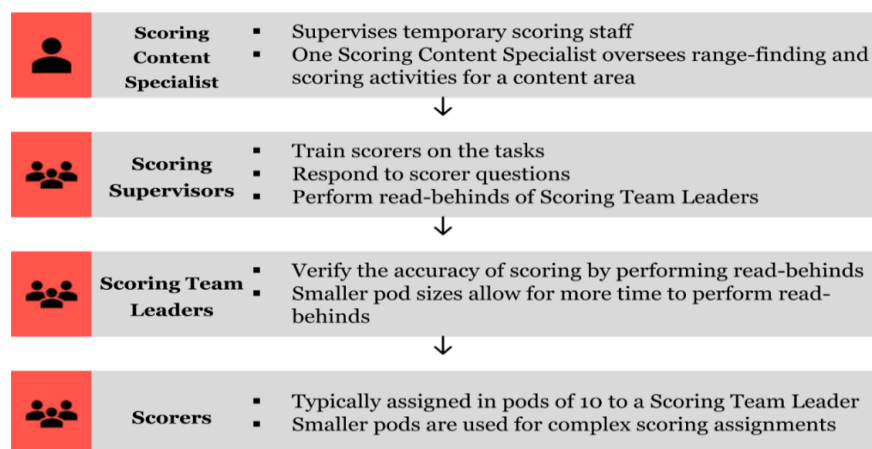 Scoring
Content
Specialist
▪ Supervises temporary scoring staff
▪ One Scoring Content Specialist oversees range-finding and
scoring activities for a content area
Scoring
Supervisors
▪ Train scorers on the tasks
▪ Respond to scorer questions
▪ Perform read-behinds of Scoring Team Leaders
Scoring Team
Leaders
▪ Verify the accuracy of scoring by performing read-behinds
▪ Smaller pod sizes allow for more time to perform read-
behinds
Scorers
▪ Typically assigned in pods of 10 to a Scoring Team Leader
▪ Smaller pods are used for complex scoring assignments